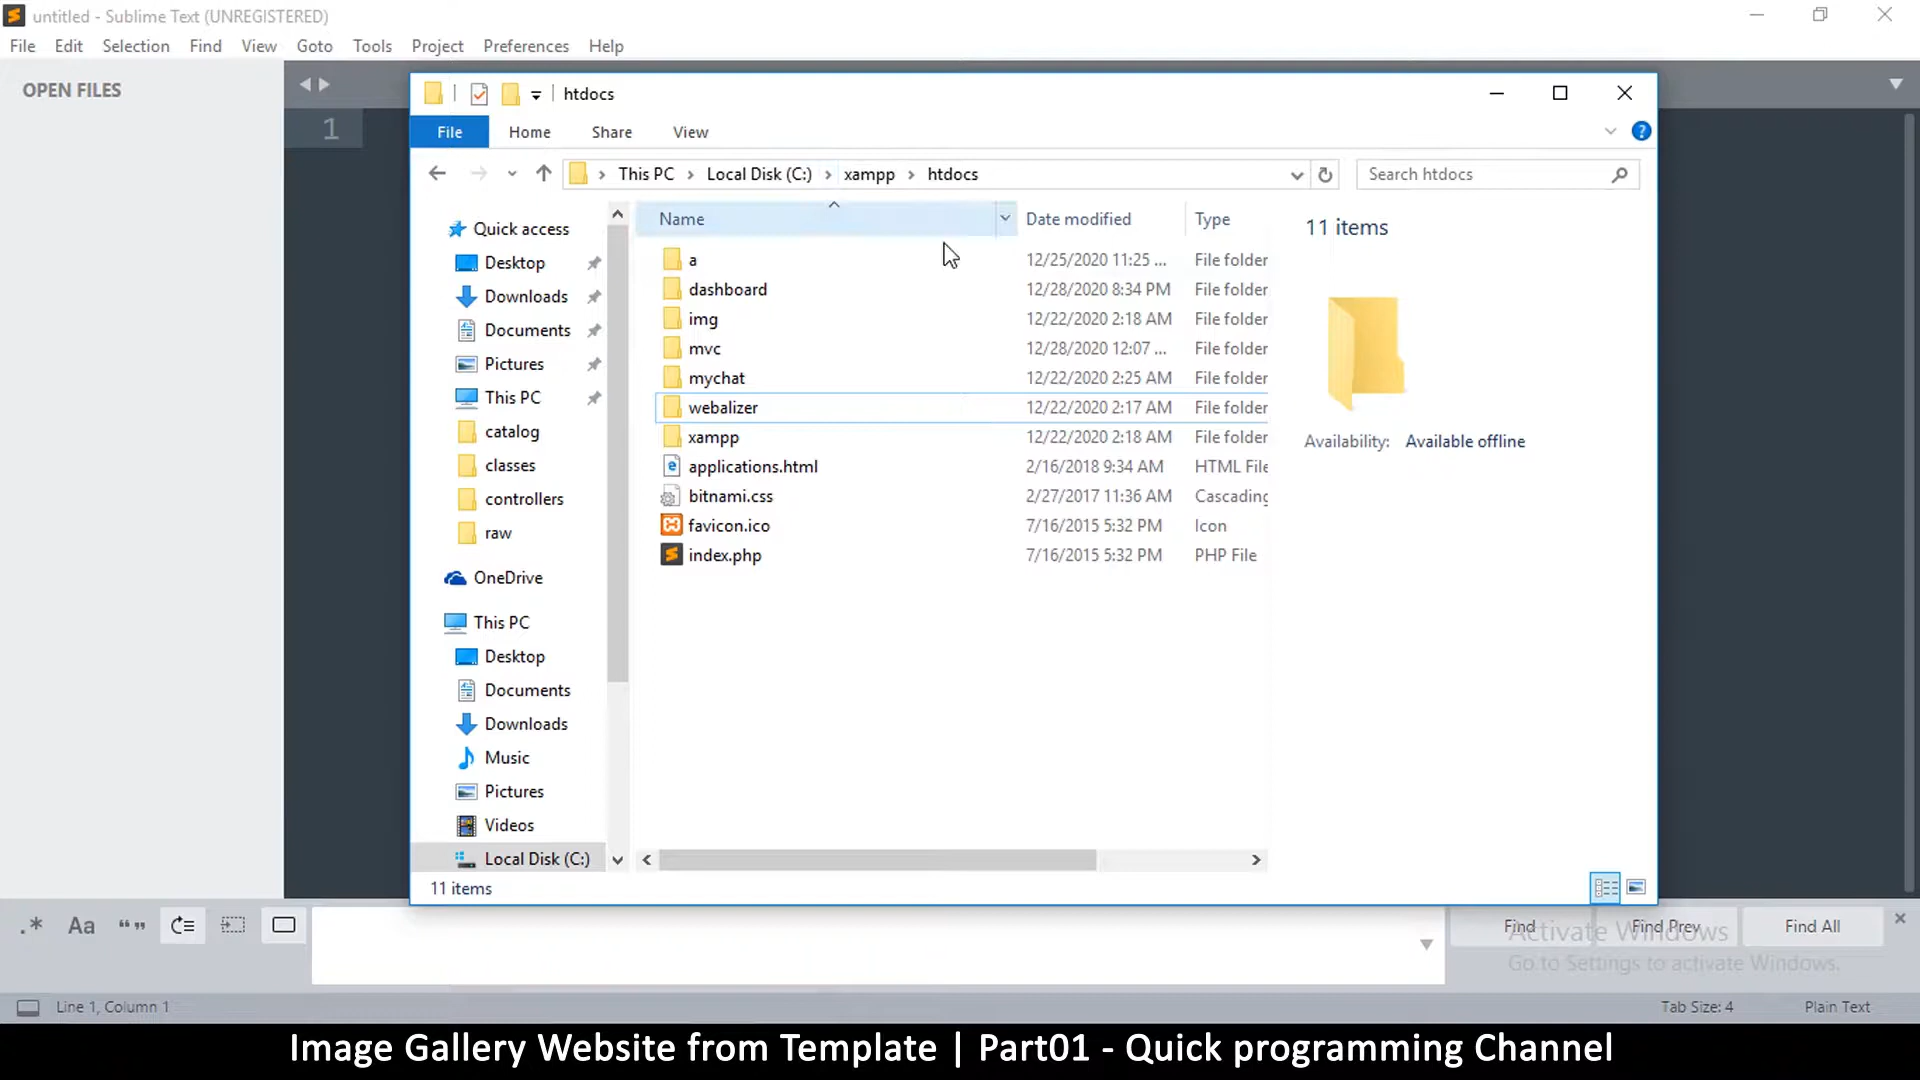 untitled - Sublime Text (UNREGISTERED)
File Edit Selection Find View Goto Tools Project Preferences Help
OPEN FILES
1
htdocs
File Home Share View
This PC Local Disk (C:) xampp htdocs
Search htdocs
Quick access
Desktop
Downloads
Documents
Pictures
This PC
catalog
classes
controllers
raw
OneDrive
This PC
Desktop
Documents
Downloads
Music
Pictures
Videos
Local Disk (C:)
Name Date modified Type
a 12/25/2020 11:25 ... File folder
dashboard 12/28/2020 8:34 PM File folder
img 12/22/2020 2:18 AM File folder
mvc 12/28/2020 12:07 ... File folder
mychat 12/22/2020 2:25 AM File folder
webalizer 12/22/2020 2:17 AM File folder
xampp 12/22/2020 2:18 AM File folder
applications.html 2/16/2018 9:34 AM HTML File
bitnami.css 2/27/2017 11:36 AM Cascading
favicon.ico 7/16/2015 5:32 PM Icon
index.php 7/16/2015 5:32 PM PHP File
11 items
Availability: Available offline
11 items
.* Aa “”
Find Find Prev Find All
Activate Windows
Go to Settings to activate Windows.
Line 1, Column 1
Tab Size: 4 Plain Text
Image Gallery Website from Template | Part01 - Quick programming Channel